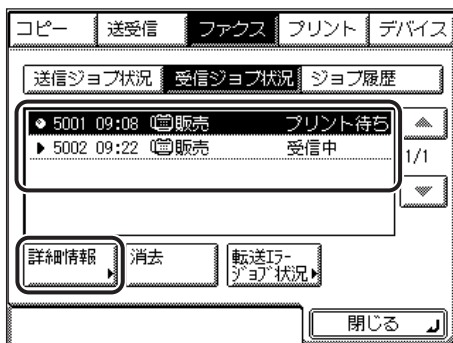 コピー 送受信 ファクス プリント デバイス
送信ジョブ状況 受信ジョブ状況 ジョブ履歴
5001 09:08 販売 プリント待ち
5002 09:22 販売 受信中
1/1
詳細情報 消去 転送エラー
ジョブ状況
閉じる